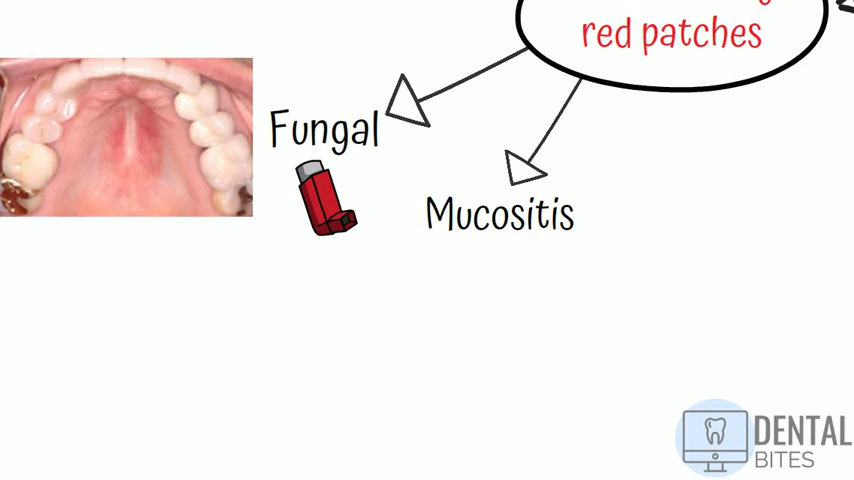 red patches
Fungal
Mucositis
DENTAL
BITES